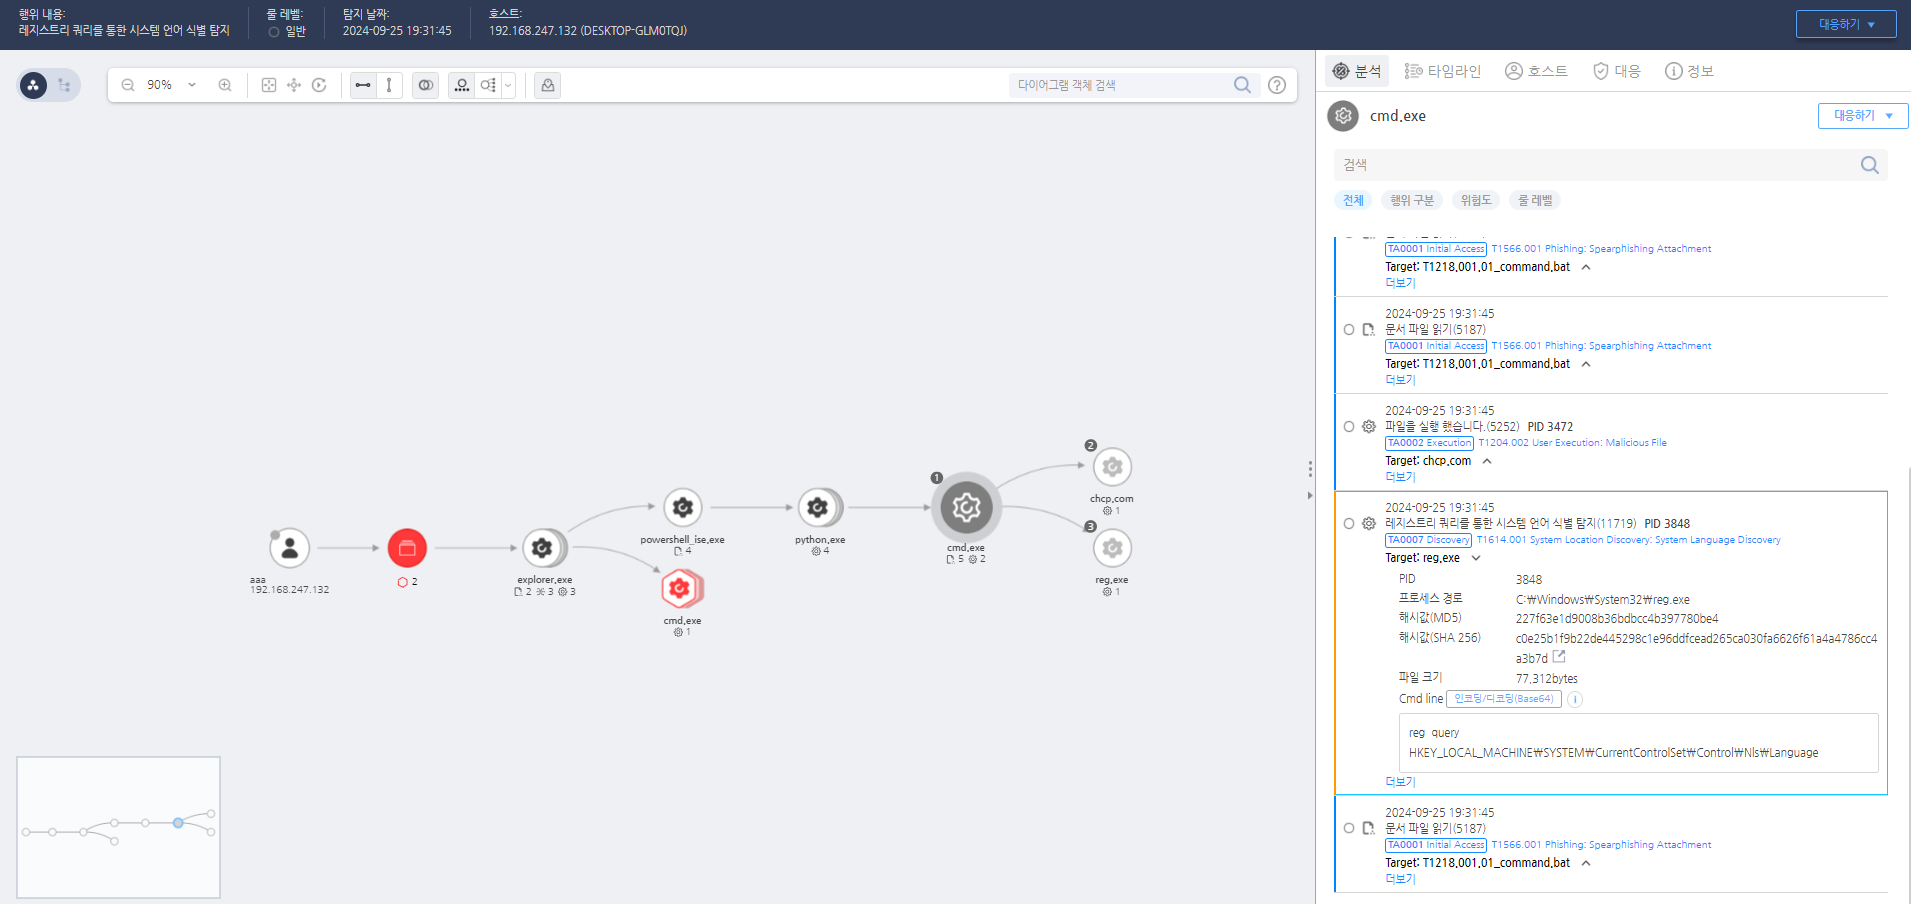 행위 내용:
레지스트리 쿼리를 통한 시스템 언어 식별 탐지
룰 레벨:
일반
탐지 날짜:
2024-09-25 19:31:45
호스트:
192.168.247.132 (DESKTOP-GLM0TQJ)
대응하기
90%
다이어그램 객체 검색
2
chcp.com
1
1
3
powershell_ise.exe
4
python.exe
4
cmd.exe
5 2
reg.exe
1
aaa
192.168.247.132
2
explorer.exe
2 3 3
cmd.exe
1
분석
타임라인
호스트
대응
정보
cmd.exe
대응하기
검색
전체
행위 구분
위험도
룰 레벨
TA0001 Initial Access T1566.001 Phishing: Spearphishing Attachment
Target: T1218.001.01_command.bat
더보기
2024-09-25 19:31:45
문서 파일 읽기(5187)
TA0001 Initial Access T1566.001 Phishing: Spearphishing Attachment
Target: T1218.001.01_command.bat
더보기
2024-09-25 19:31:45
파일을 실행 했습니다.(5252) PID 3472
TA0002 Execution T1204.002 User Execution: Malicious File
Target: chcp.com
더보기
2024-09-25 19:31:45
레지스트리 쿼리를 통한 시스템 언어 식별 탐지(11719) PID 3848
TA0007 Discovery T1614.001 System Location Discovery: System Language Discovery
Target: reg.exe
PID 3848
프로세스 경로 C:₩Windows₩System32₩reg.exe
해시값(MD5) 227f63e1d9008b36bdbcc4b397780be4
해시값(SHA 256) c0e25b1f9b22de445298c1e96ddfcead265ca030fa6626f61a4a4786cc4
a3b7d
파일 크기 77,312bytes
Cmd line 인코딩/디코딩(Base64)
reg query
HKEY_LOCAL_MACHINE₩SYSTEM₩CurrentControlSet₩Control₩Nls₩Language
더보기
2024-09-25 19:31:45
문서 파일 읽기(5187)
TA0001 Initial Access T1566.001 Phishing: Spearphishing Attachment
Target: T1218.001.01_command.bat
더보기